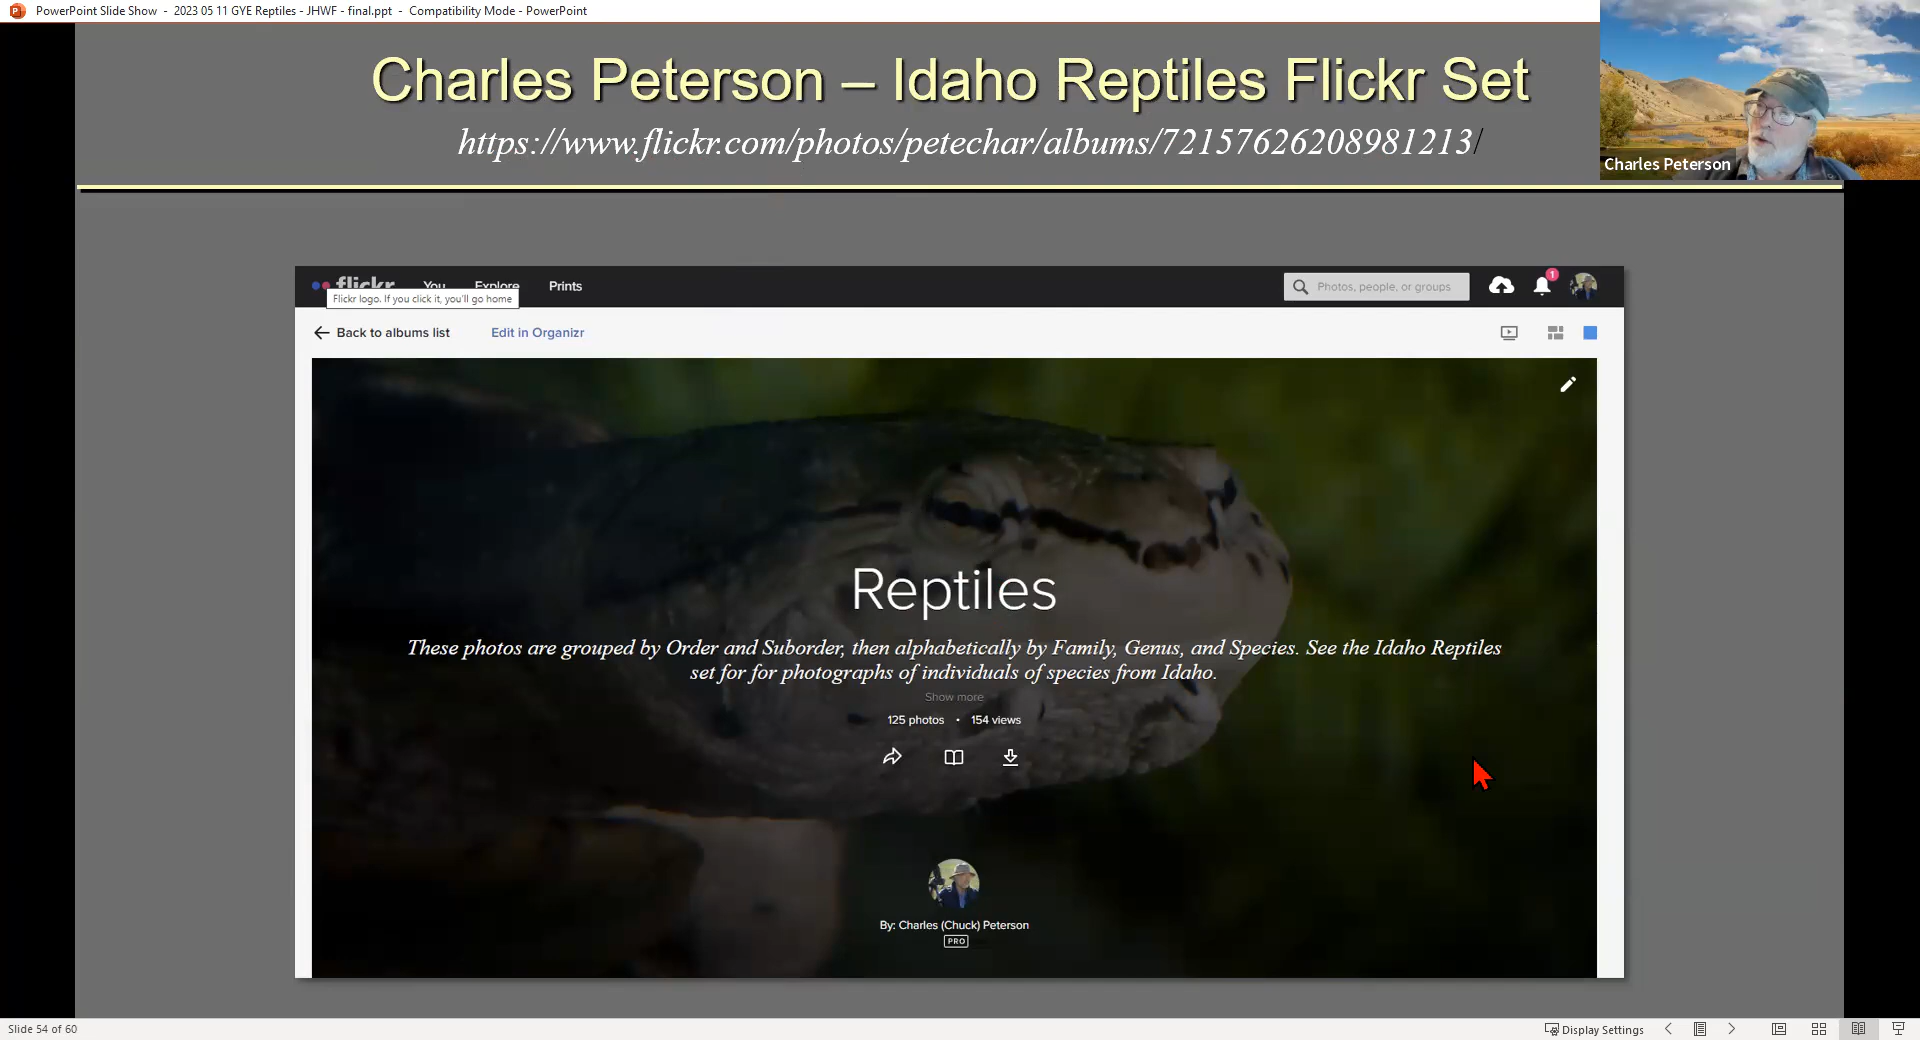 PowerPoint Slide Show - 2023 05 11 GYE Reptiles - JHWF - final.ppt - Compatibility Mode - PowerPoint
Charles Peterson – Idaho Reptiles Flickr Set
https://www.flickr.com/photos/petechar/albums/72157626208981213/
Charles Peterson
flickr You Explore Prints
Photos, people, or groups
1
Flickr logo. If you click it, you'll go home
Back to albums list Edit in Organizr
Reptiles
These photos are grouped by Order and Suborder, then alphabetically by Family, Genus, and Species. See the Idaho Reptiles
set for for photographs of individuals of species from Idaho.
Show more
125 photos • 154 views
By: Charles (Chuck) Peterson
PRO
Slide 54 of 60
Display Settings